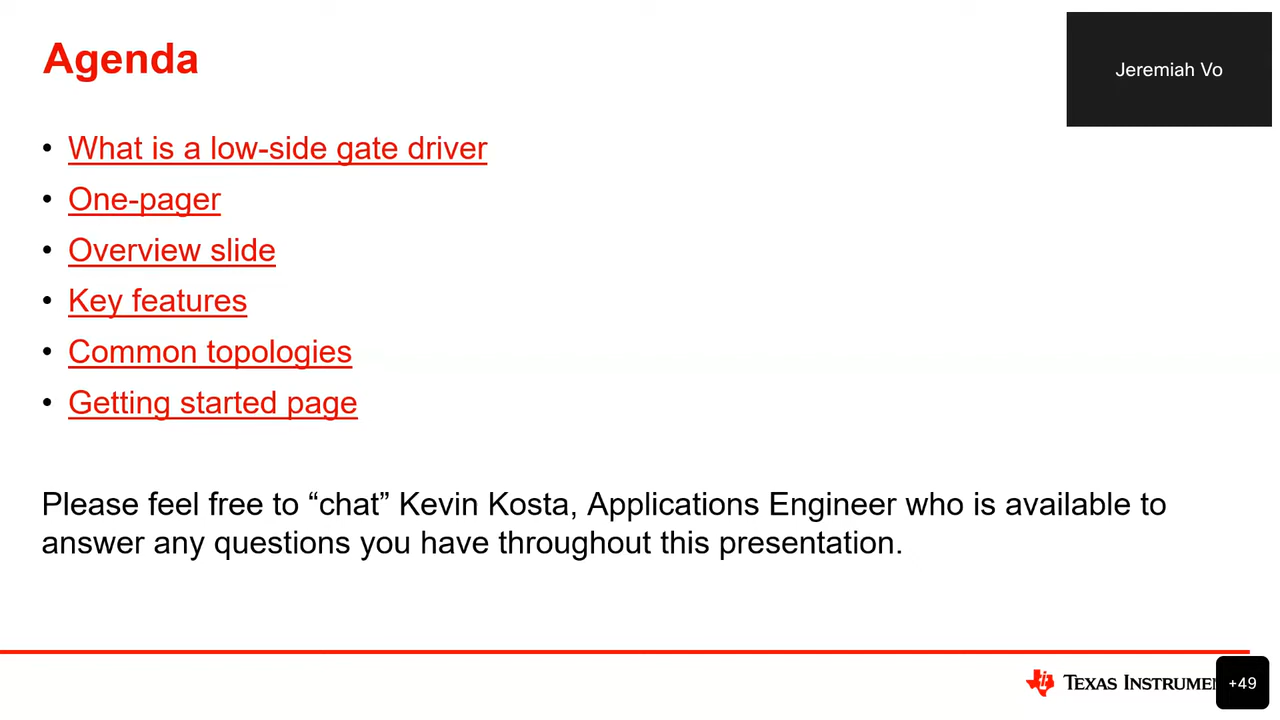 Agenda
Jeremiah Vo
• What is a low-side gate driver
• One-pager
• Overview slide
• Key features
• Common topologies
• Getting started page
Please feel free to “chat” Kevin Kosta, Applications Engineer who is available to
answer any questions you have throughout this presentation.
TEXAS
+49